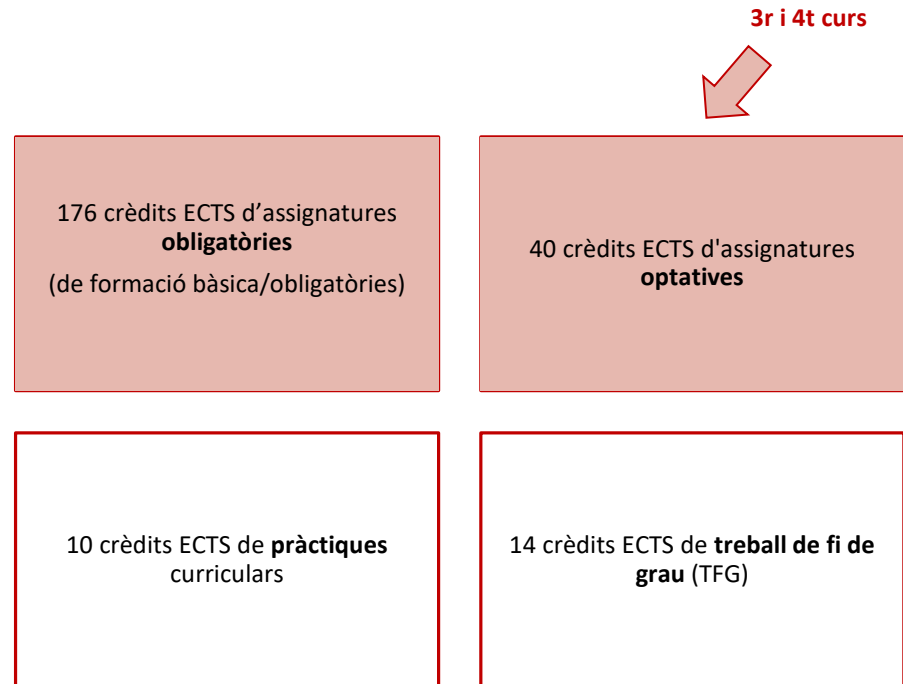 3r i 4t curs
176 crèdits ECTS d’assignatures
obligatòries
(de formació bàsica/obligatòries)
40 crèdits ECTS d'assignatures
optatives
10 crèdits ECTS de pràctiques
curriculars
14 crèdits ECTS de treball de fi de
grau (TFG)